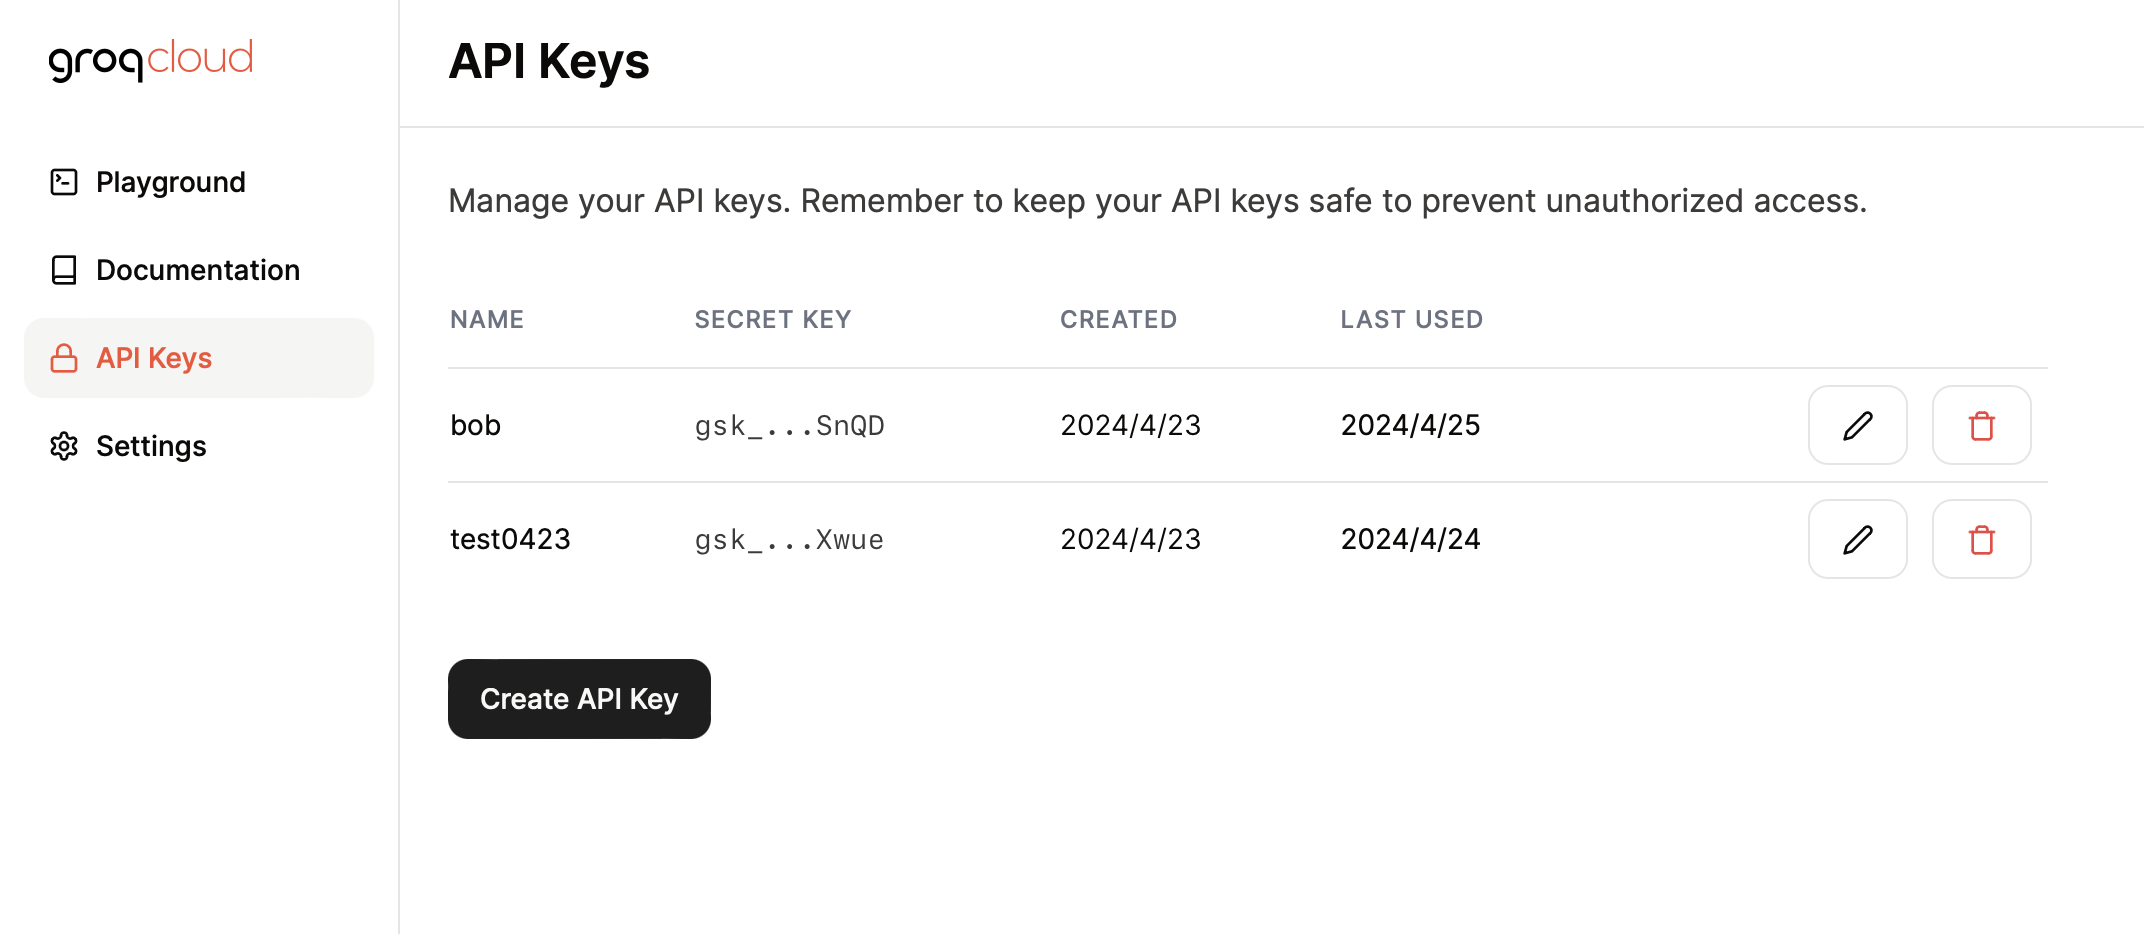 groqcloud
Playground
Documentation
API Keys
Settings
API Keys
Manage your API keys. Remember to keep your API keys safe to prevent unauthorized access.
NAME SECRET KEY CREATED LAST USED
bob gsk_...SnQD 2024/4/23 2024/4/25
test0423 gsk_...Xwue 2024/4/23 2024/4/24
Create API Key